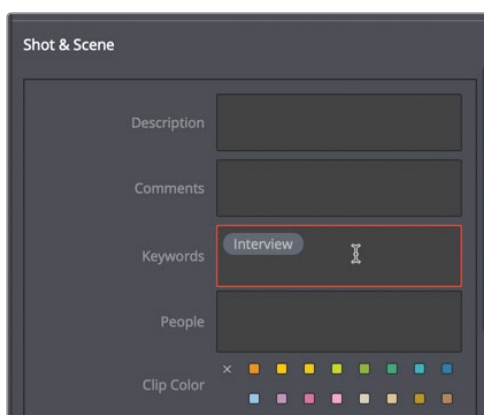 Shot & Scene
Description
Comments
Keywords
Interview
People
Clip Color